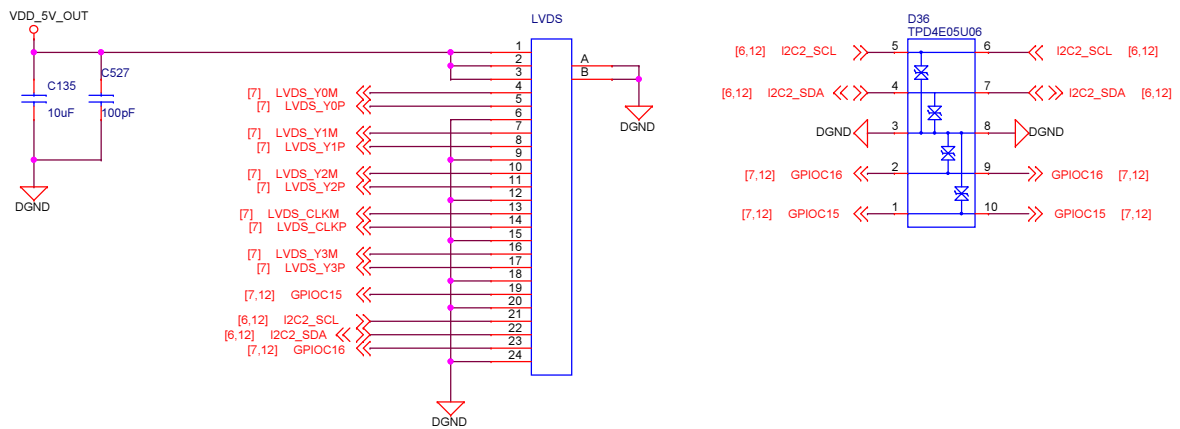 VDD_5V_OUT
C135
10uF
C527
100pF
DGND
LVDS
1
2
3
[7] LVDS_Y0M 4
[7] LVDS_Y0P 5
6
[7] LVDS_Y1M 7
[7] LVDS_Y1P 8
9
[7] LVDS_Y2M 10
[7] LVDS_Y2P 11
12
[7] LVDS_CLKM 13
[7] LVDS_CLKP 14
15
[7] LVDS_Y3M 16
[7] LVDS_Y3P 17
18
[7,12] GPIOC15 19
20
[6,12] I2C2_SCL 21
[6,12] I2C2_SDA 22
[7,12] GPIOC16 23
24
DGND
A
B
DGND
D36
TPD4E05U06
[6,12] I2C2_SCL 5 6 I2C2_SCL [6,12]
[6,12] I2C2_SDA 4 7 I2C2_SDA [6,12]
DGND 3 8 DGND
[7,12] GPIOC16 2 9 GPIOC16 [7,12]
[7,12] GPIOC15 1 10 GPIOC15 [7,12]